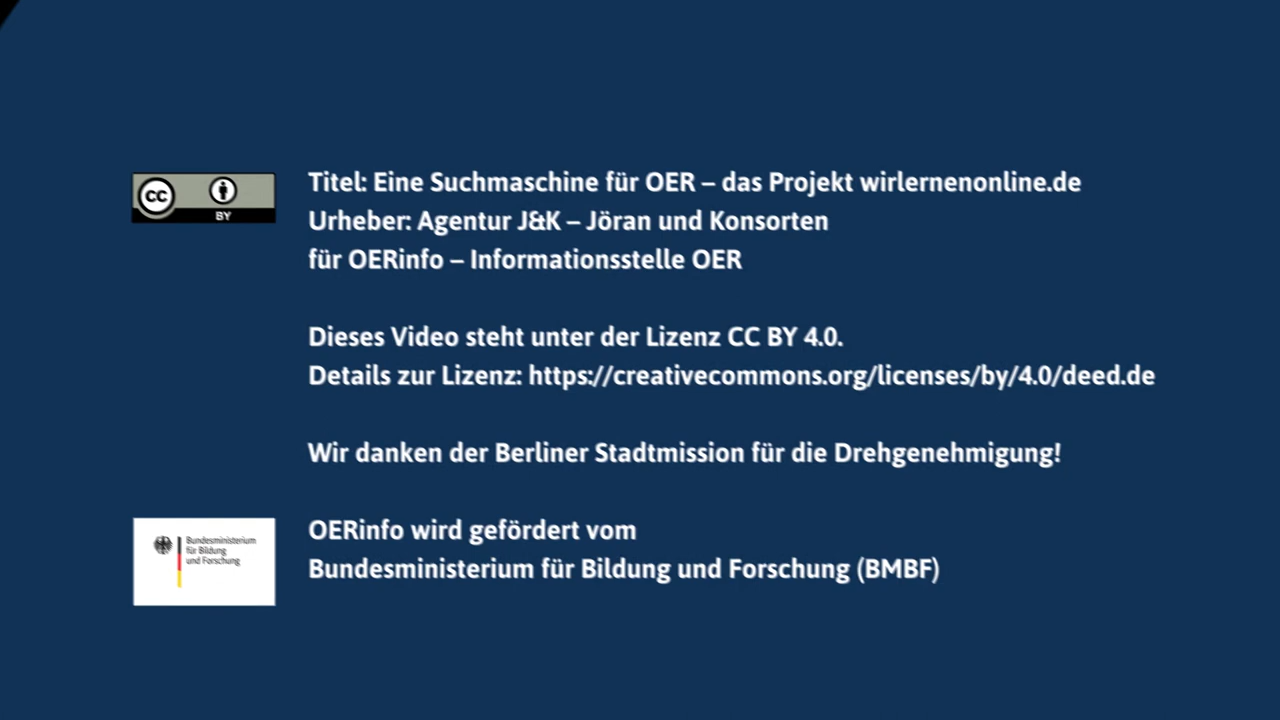 CC
BY
Titel: Eine Suchmaschine für OER – das Projekt wirlernenonline.de
Urheber: Agentur J&K – Jöran und Konsorten
für OERinfo – Informationsstelle OER
Dieses Video steht unter der Lizenz CC BY 4.0.
Details zur Lizenz: https://creativecommons.org/licenses/by/4.0/deed.de
Wir danken der Berliner Stadtmission für die Drehgenehmigung!
Bundesministerium
für Bildung
und Forschung
OERinfo wird gefördert vom
Bundesministerium für Bildung und Forschung (BMBF)